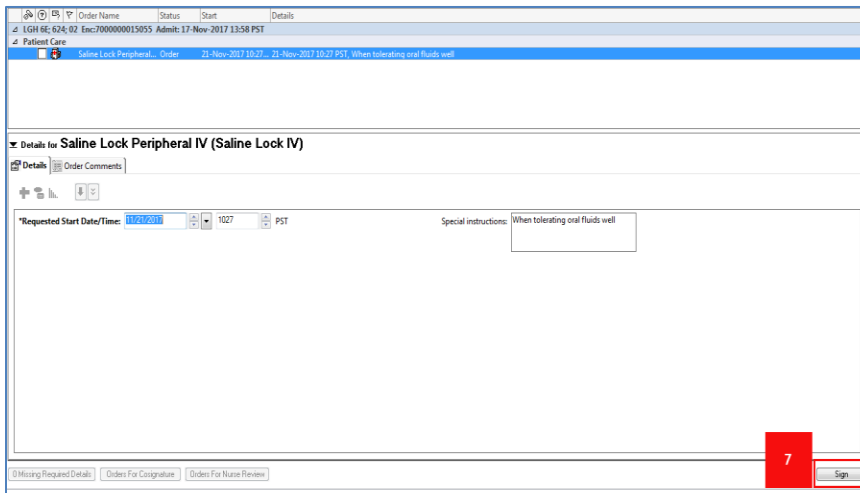 Order Name Status Start Details
LGH 6E; 624; 02 Enc:7000000015055 Admit: 17-Nov-2017 13:58 PST
Patient Care
Saline Lock Peripheral... Order 21-Nov-2017 10:27... 21-Nov-2017 10:27 PST, When tolerating oral fluids well
Details for Saline Lock Peripheral IV (Saline Lock IV)
Details Order Comments
*Requested Start Date/Time: 11/21/2017 1027 PST Special instructions: When tolerating oral fluids well
7
0 Missing Required Details Orders For Cosignature Orders For Nurse Review Sign